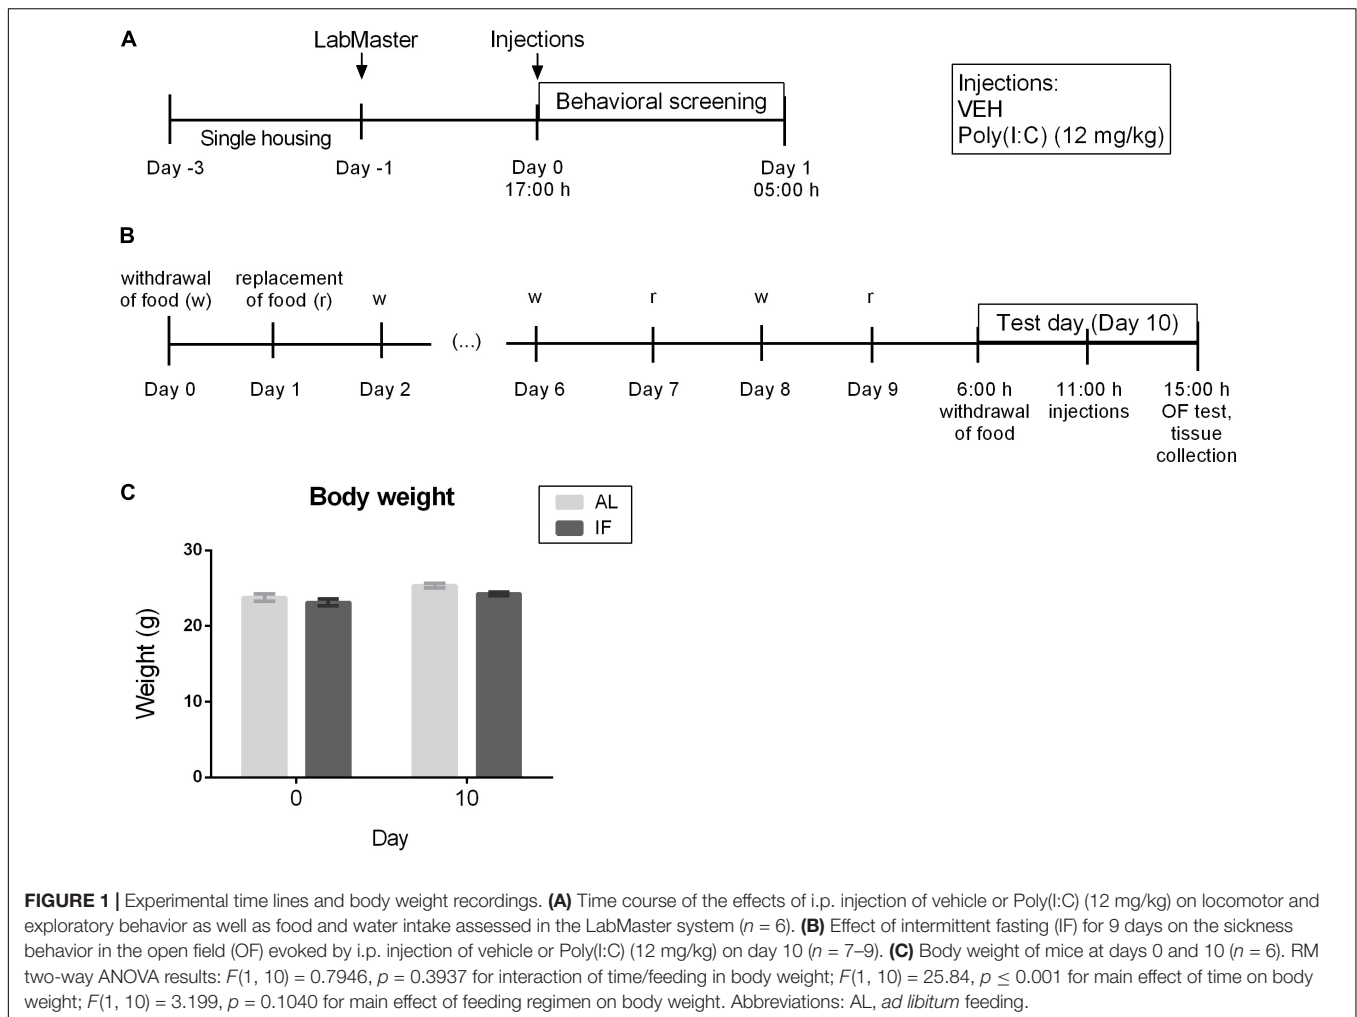 A
LabMaster
Injections
Behavioral screening
Single housing
Day -3
Day -1
Day 0
17:00 h
Day 1
05:00 h
Injections:
VEH
Poly(I:C) (12 mg/kg)
B
withdrawal
of food (w)
replacement
of food (r)
w
(...)
w
r
w
r
Test day (Day 10)
Day 0
Day 1
Day 2
Day 6
Day 7
Day 8
Day 9
6:00 h
withdrawal
of food
11:00 h
injections
15:00 h
OF test,
tissue
collection
C
Body weight
AL
IF
Weight (g)
30
20
10
0
0
10
Day
FIGURE 1 | Experimental time lines and body weight recordings. (A) Time course of the effects of i.p. injection of vehicle or Poly(I:C) (12 mg/kg) on locomotor and
exploratory behavior as well as food and water intake assessed in the LabMaster system (n = 6). (B) Effect of intermittent fasting (IF) for 9 days on the sickness
behavior in the open field (OF) evoked by i.p. injection of vehicle or Poly(I:C) (12 mg/kg) on day 10 (n = 7–9). (C) Body weight of mice at days 0 and 10 (n = 6). RM
two-way ANOVA results: F(1, 10) = 0.7946, p = 0.3937 for interaction of time/feeding in body weight; F(1, 10) = 25.84, p ≤ 0.001 for main effect of time on body
weight; F(1, 10) = 3.199, p = 0.1040 for main effect of feeding regimen on body weight. Abbreviations: AL, ad libitum feeding.